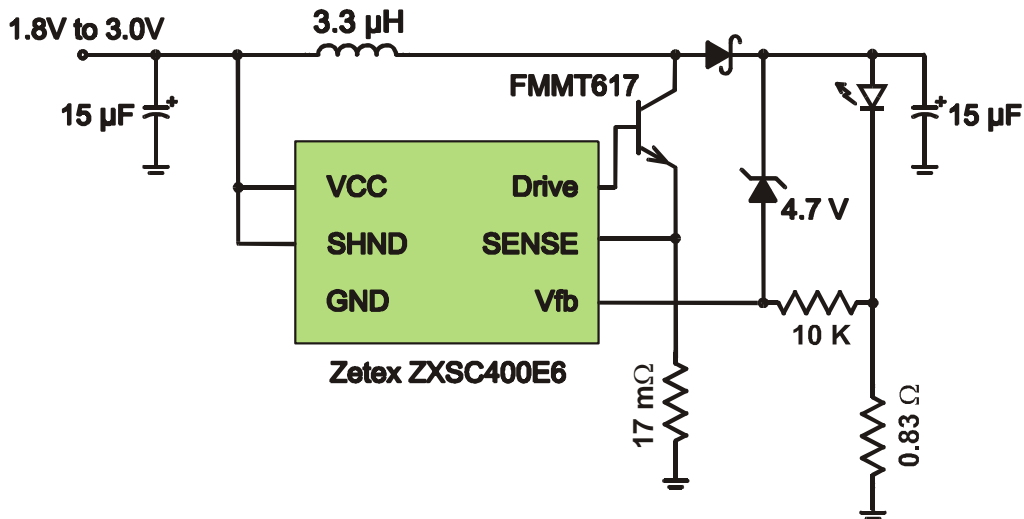 1.8V to 3.0V
3.3 µH
FMMT617
15 µF
+
15 µF
+
VCC
Drive
4.7 V
SHND
SENSE
GND
Vfb
10 K
Zetex ZXSC400E6
17 mΩ
0.83 Ω